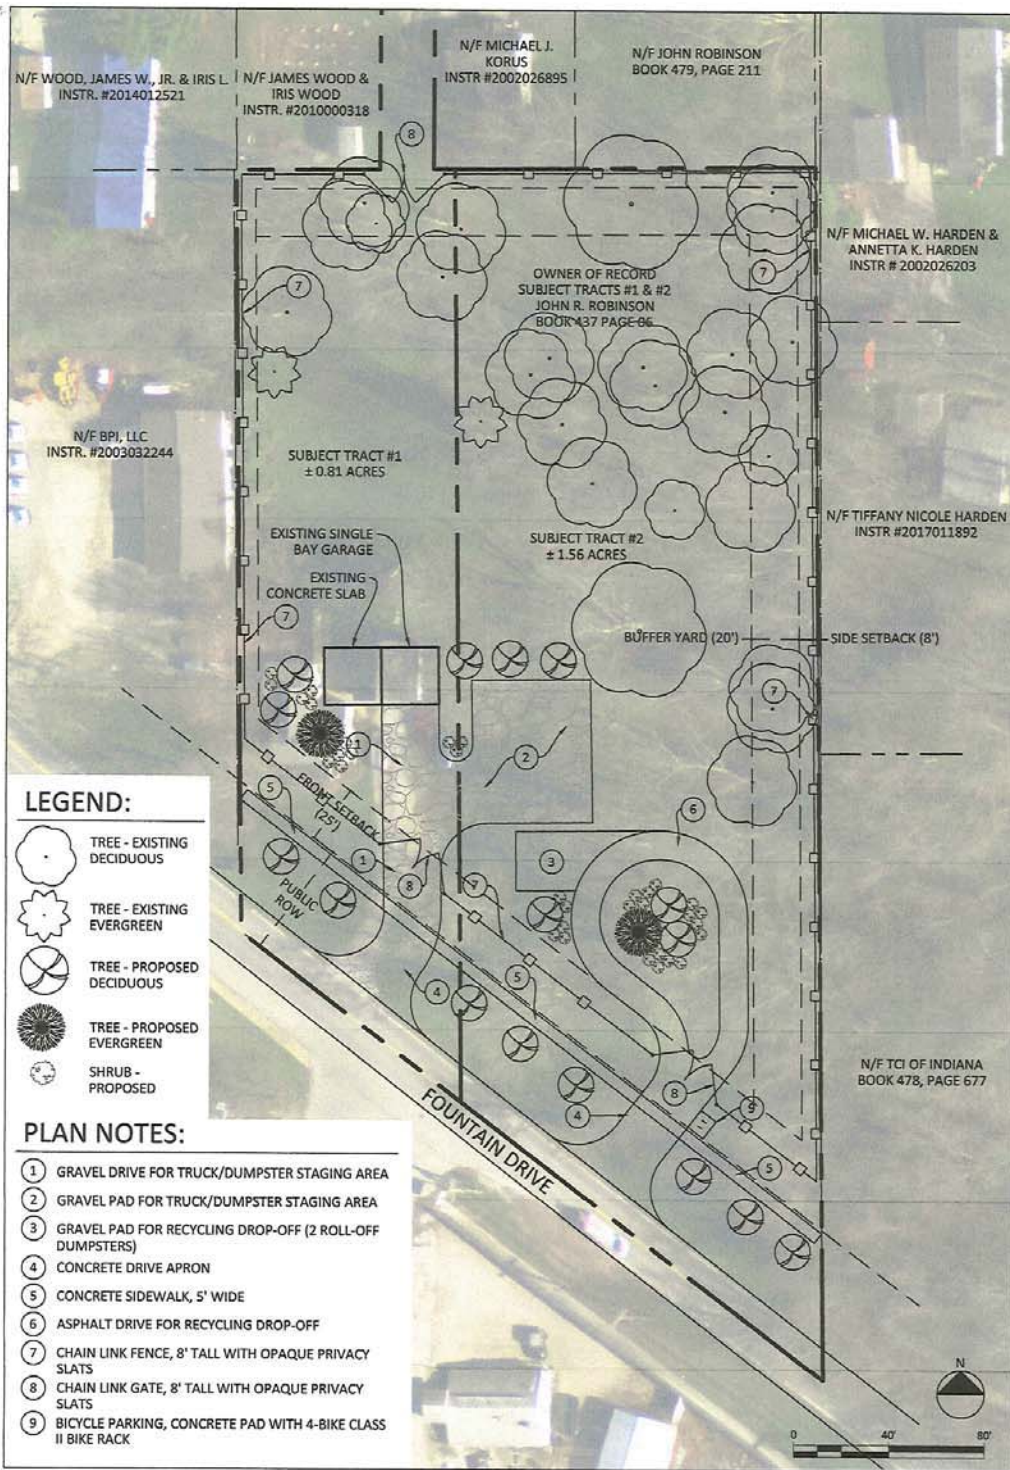 N/F WOOD, JAMES W., JR. & IRIS L.
INSTR. #2014012521
N/F JAMES WOOD &
IRIS WOOD
INSTR. #2010000318
N/F MICHAEL J.
KORUS
INSTR #2002026895
N/F JOHN ROBINSON
BOOK 479, PAGE 211
8
N/F MICHAEL W. HARDEN &
ANNETTA K. HARDEN
INSTR # 2002026203
7
7
OWNER OF RECORD
SUBJECT TRACTS #1 & #2
JOHN R. ROBINSON
BOOK 437 PAGE 06
N/F BPI, LLC
INSTR. #2003032244
SUBJECT TRACT #1
± 0.81 ACRES
N/F TIFFANY NICOLE HARDEN
INSTR #2017011892
SUBJECT TRACT #2
± 1.56 ACRES
EXISTING SINGLE
BAY GARAGE
EXISTING
CONCRETE SLAB
7
BUFFER YARD (20')
SIDE SETBACK (8')
7
1
2
5
FRONT SETBACK
(25')
6
1
8
7
3
PUBLIC
ROW
4
5
8
9
4
5
N/F TCI OF INDIANA
BOOK 478, PAGE 677
FOUNTAIN DRIVE
LEGEND:
TREE - EXISTING
DECIDUOUS
TREE - EXISTING
EVERGREEN
TREE - PROPOSED
DECIDUOUS
TREE - PROPOSED
EVERGREEN
SHRUB -
PROPOSED
PLAN NOTES:
1 GRAVEL DRIVE FOR TRUCK/DUMPSTER STAGING AREA
2 GRAVEL PAD FOR TRUCK/DUMPSTER STAGING AREA
3 GRAVEL PAD FOR RECYCLING DROP-OFF (2 ROLL-OFF
DUMPSTERS)
4 CONCRETE DRIVE APRON
5 CONCRETE SIDEWALK, 5' WIDE
6 ASPHALT DRIVE FOR RECYCLING DROP-OFF
7 CHAIN LINK FENCE, 8' TALL WITH OPAQUE PRIVACY
SLATS
8 CHAIN LINK GATE, 8' TALL WITH OPAQUE PRIVACY
SLATS
9 BICYCLE PARKING, CONCRETE PAD WITH 4-BIKE CLASS
II BIKE RACK
N
0 40' 80'